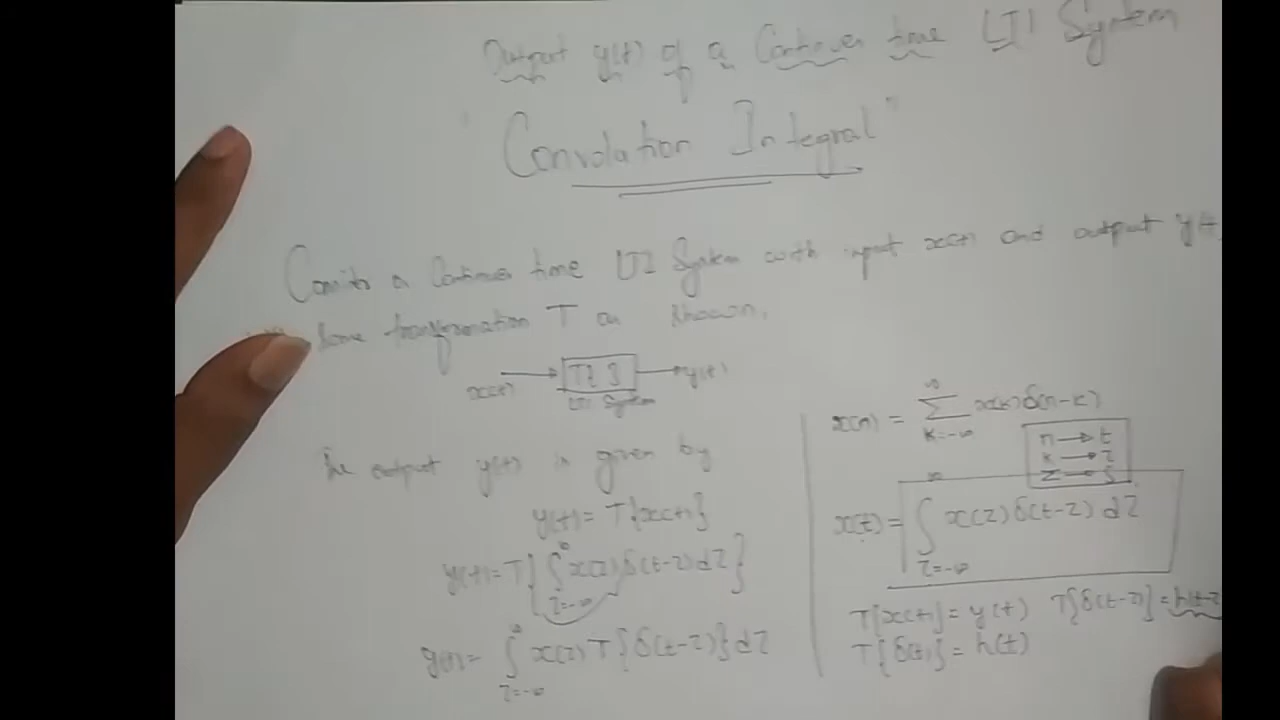 Output y(t) of a Continuous time LTI System
"Convolution Integral"
a Continuous time LTI System with input x(t) and output y(t
Some transformation T as shown.
x(t) → T{ } → y(t)
LTI System
The output y(t) is given by
y(t) = T{x(t)}
y(t) = T{∫_{τ=-∞}^{∞} x(τ)δ(t-τ)dτ}
y(t) = ∫_{τ=-∞}^{∞} x(τ)T{δ(t-τ)}dτ
x(n) = ∑_{k=-∞}^{∞} x(k)δ(n-k)
n → t
k → τ
Σ → ∫
x(t) = ∫_{τ=-∞}^{∞} x(τ)δ(t-τ)dτ
T{x(t)} = y(t) T{δ(t-τ)} = h(t-τ
T{δ(t)} = h(t)